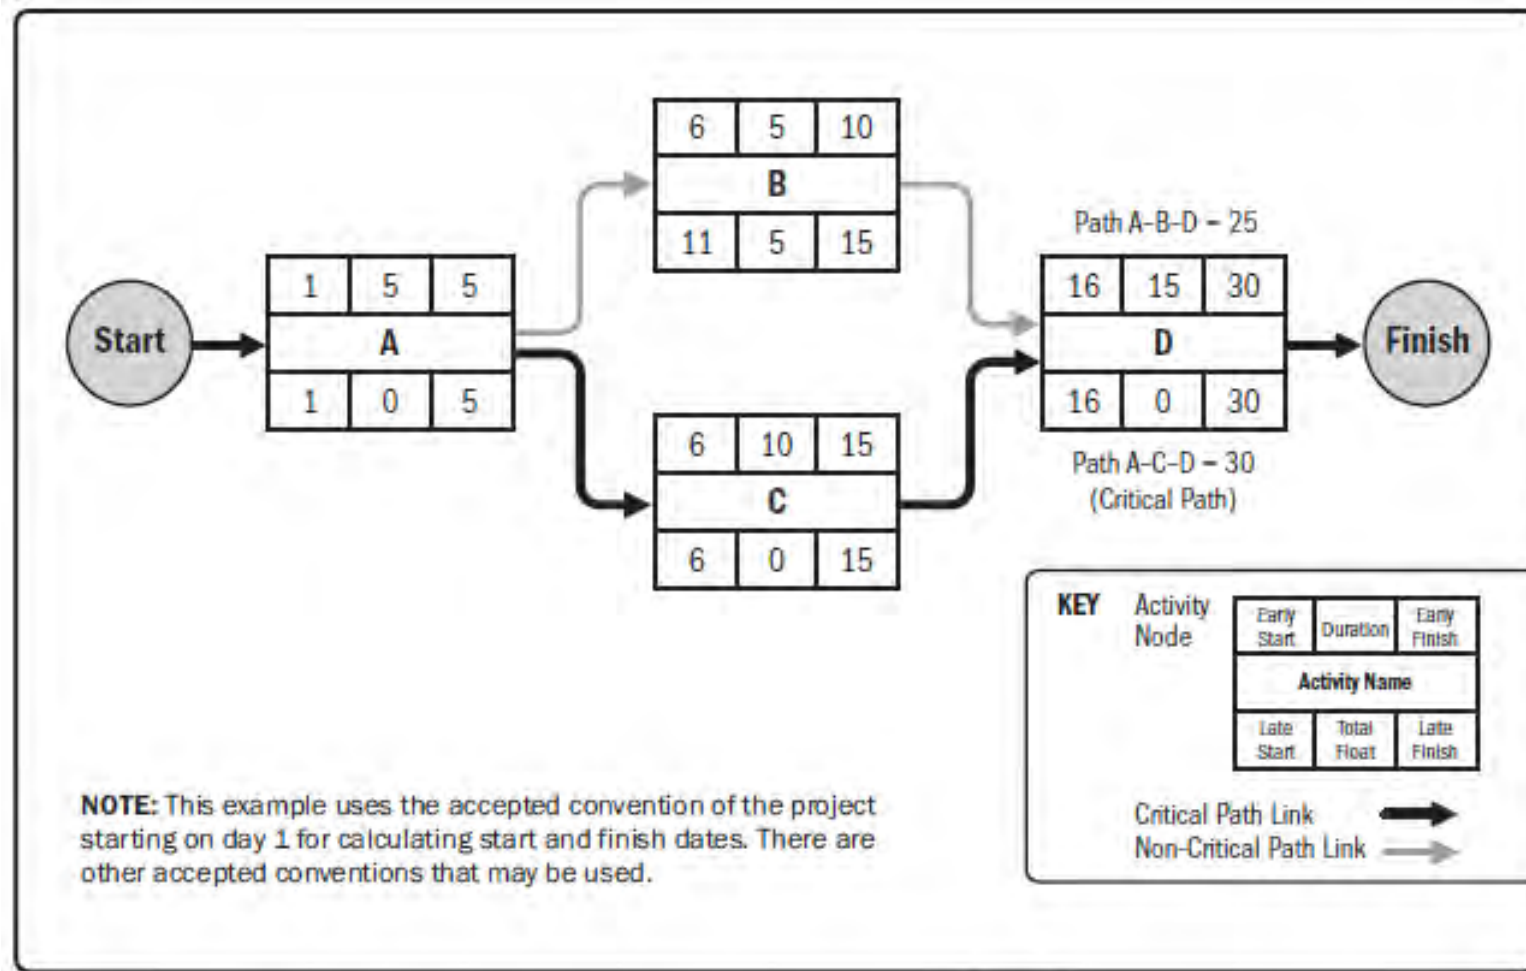 6 5 10
B
11 5 15
Path A-B-D = 25
Start
1 5 5
A
1 0 5
16 15 30
D
16 0 30
Finish
6 10 15
C
6 0 15
Path A-C-D = 30
(Critical Path)
KEY
Activity
Node
Early
Start
Duration
Early
Finish
Activity Name
Late
Start
Total
Float
Late
Finish
Critical Path Link
Non-Critical Path Link
NOTE: This example uses the accepted convention of the project
starting on day 1 for calculating start and finish dates. There are
other accepted conventions that may be used.